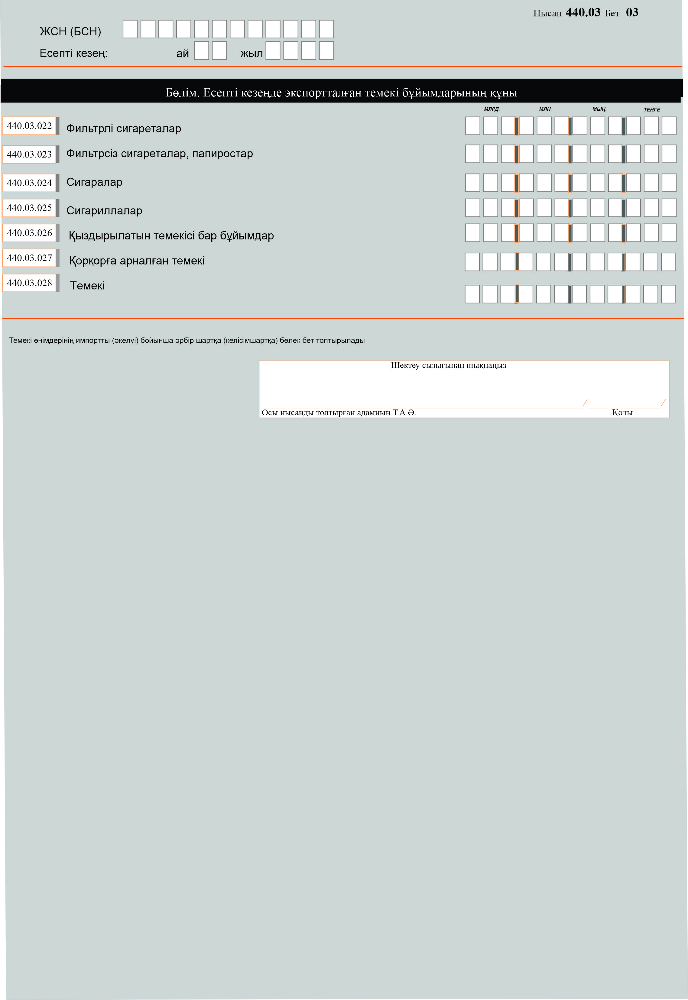 Нысан 440.03 Бет 03
ЖСН (БСН)
Есепті кезең: ай жыл
Бөлім. Есепті кезеңде экспортталған темекі бұйымдарының құны
МЛРД. МЛН. МЫҢ. ТЕҢГЕ
440.03.022 Фильтрлі сигареталар
440.03.023 Фильтрсіз сигареталар, папиростар
440.03.024 Сигаралар
440.03.025 Сигариллалар
440.03.026 Қыздырылатын темекісі бар бұйымдар
440.03.027 Қорқорға арналған темекі
440.03.028 Темекі
Темекі өнімдерінің импортты (әкелуі) бойынша әрбір шартқа (келісімшартқа) бөлек бет толтырылады
Шектеу сызығынан шықпаңыз
Осы нысанды толтырған адамның Т.А.Ә. Қолы